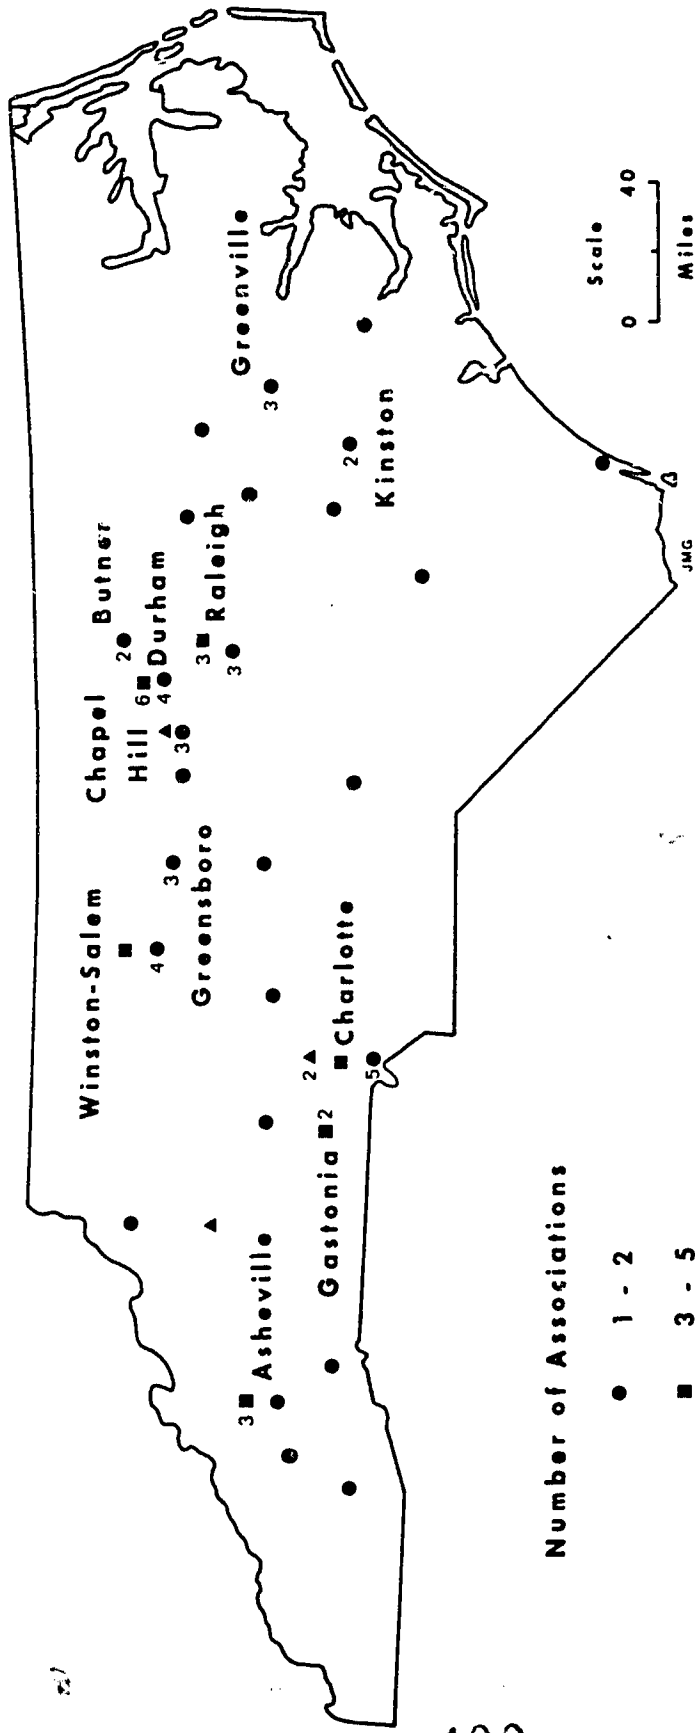 Winston-Salem
4
Greensboro
3
Chapel
Hill
3
Butner
2
6
Durham
4
3
Raleigh
3
Greenville
3
2
Kinston
3
Asheville
Gastonia
2
2
Charlotte
5
Number of Associations
1 - 2
3 - 5
Scale
0 40
Miles
JMG